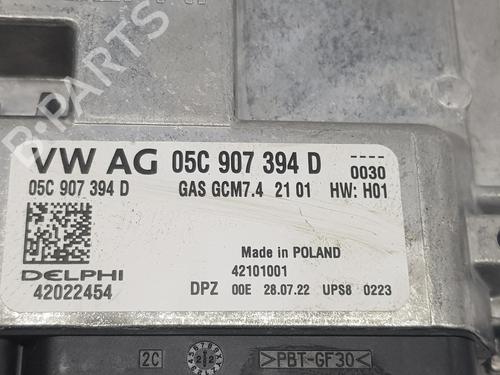 B-PARTS
VW AG 05C 907 394 D
----
0030
05C 907 394 D GAS GCM7.4 21 01 HW: H01
DELPHI
42022454
Made in POLAND
42101001
DPZ 00E 28.07.22 UPS8 0223
2C
>PBT-GF30<